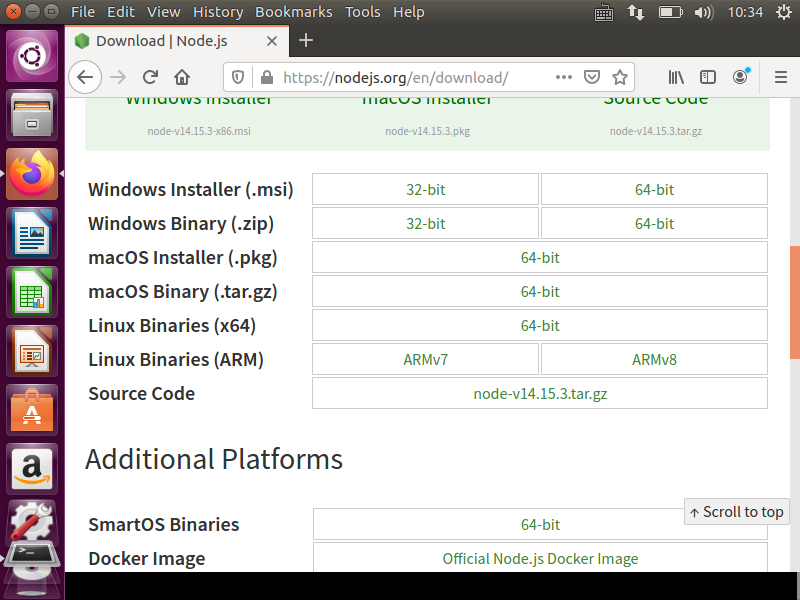 File Edit View History Bookmarks Tools Help 10:34
Download | Node.js
https://nodejs.org/en/download/
Windows Installer macOS Installer Source Code
node-v14.15.3-x86.msi node-v14.15.3.pkg node-v14.15.3.tar.gz
Windows Installer (.msi) 32-bit 64-bit
Windows Binary (.zip) 32-bit 64-bit
macOS Installer (.pkg) 64-bit
macOS Binary (.tar.gz) 64-bit
Linux Binaries (x64) 64-bit
Linux Binaries (ARM) ARMv7 ARMv8
Source Code node-v14.15.3.tar.gz
Additional Platforms
SmartOS Binaries 64-bit
↑ Scroll to top
Docker Image Official Node.js Docker Image